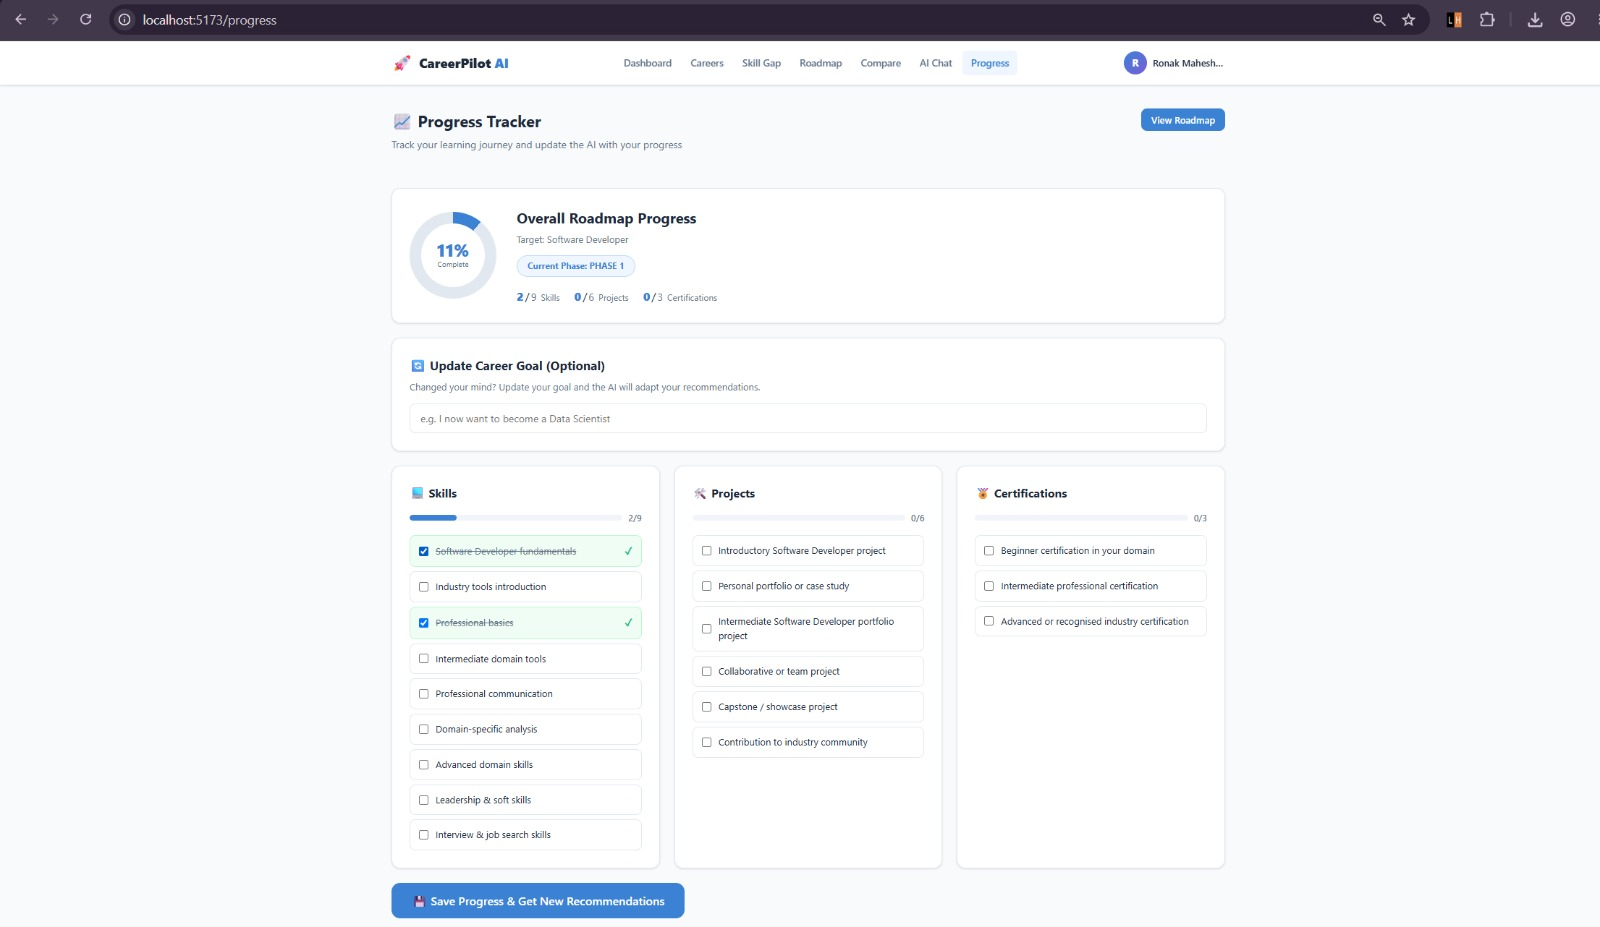 localhost:5173/progress
LH
CareerPilot AI
Dashboard Careers Skill Gap Roadmap Compare AI Chat Progress
R Ronak Mahesh...
Progress Tracker
View Roadmap
Track your learning journey and update the AI with your progress
11%
Complete
Overall Roadmap Progress
Target: Software Developer
Current Phase: PHASE 1
2/9 Skills 0/6 Projects 0/3 Certifications
Update Career Goal (Optional)
Changed your mind? Update your goal and the AI will adapt your recommendations.
e.g. I now want to become a Data Scientist
Skills
2/9
Software Developer fundamentals
Industry tools introduction
Professional basics
Intermediate domain tools
Professional communication
Domain-specific analysis
Advanced domain skills
Leadership & soft skills
Interview & job search skills
Projects
0/6
Introductory Software Developer project
Personal portfolio or case study
Intermediate Software Developer portfolio
project
Collaborative or team project
Capstone / showcase project
Contribution to industry community
Certifications
0/3
Beginner certification in your domain
Intermediate professional certification
Advanced or recognised industry certification
Save Progress & Get New Recommendations